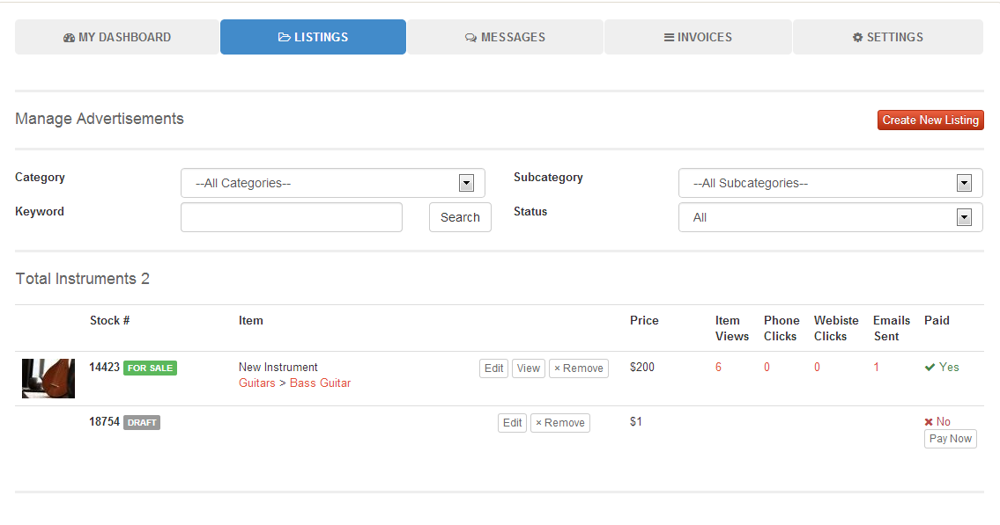 MY DASHBOARD LISTINGS MESSAGES INVOICES SETTINGS
Manage Advertisements Create New Listing
Category --All Categories-- Subcategory --All Subcategories--
Keyword Search Status All
Total Instruments 2
Stock # Item Price Item Views Phone Clicks Webiste Clicks Emails Sent Paid
14423 FOR SALE New Instrument Edit View × Remove $200 6 0 0 1 Yes
Guitars > Bass Guitar
18754 DRAFT Edit × Remove $1 No
Pay Now